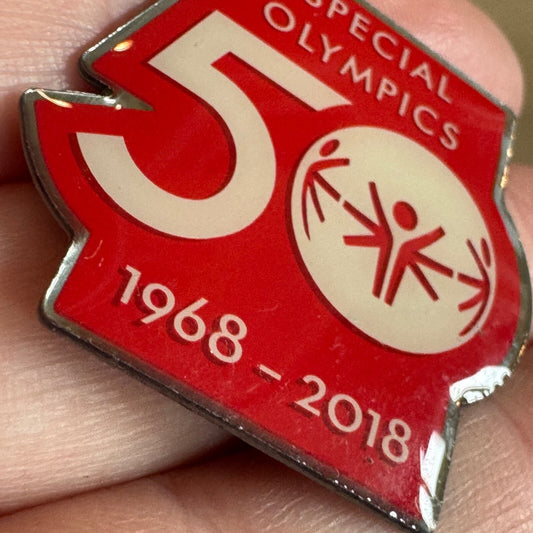 SPECIAL
OLYMPICS
50
1968 - 2018